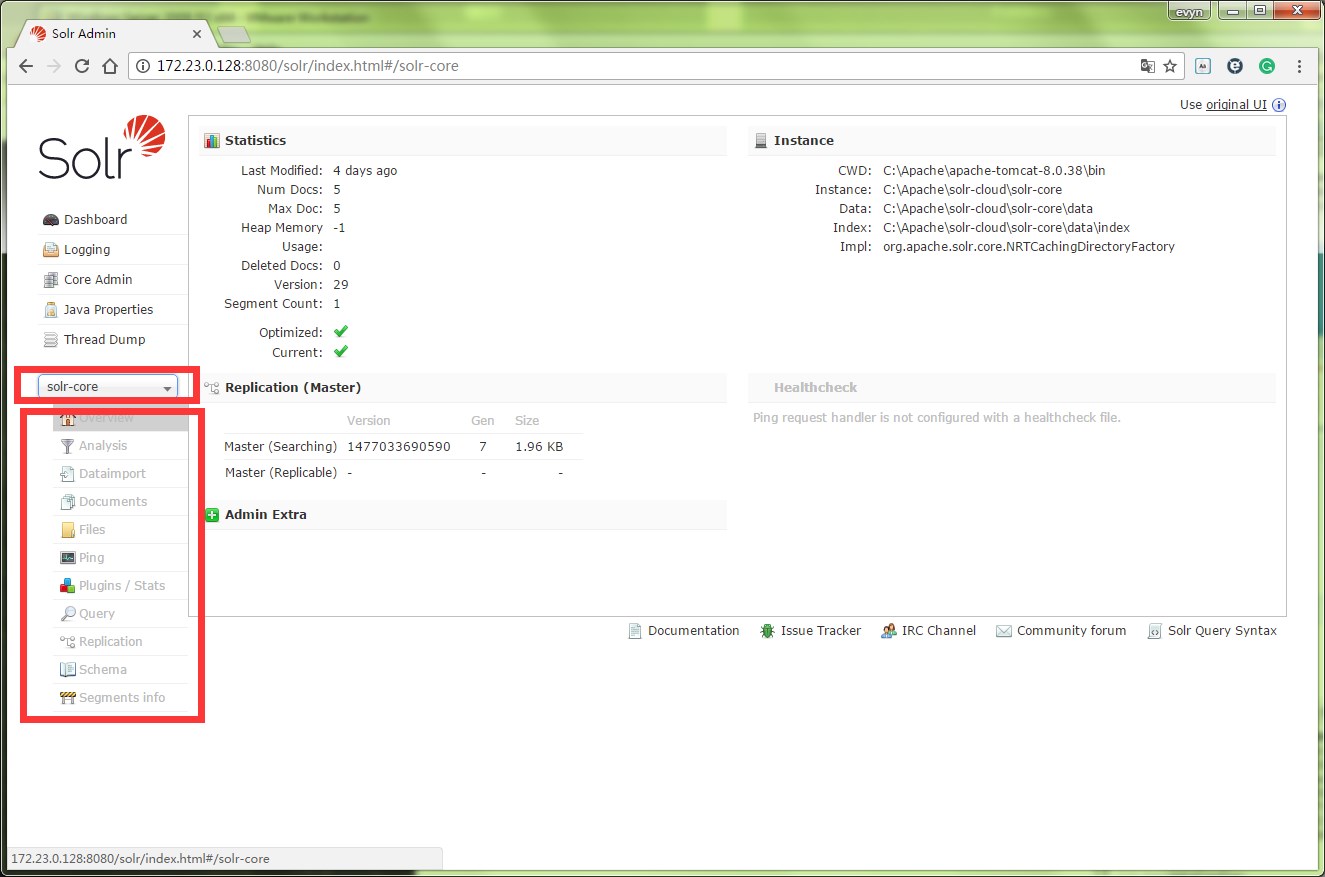 evyn
Solr Admin
172.23.0.128:8080/solr/index.html#/solr-core
Use original UI
Solr
Dashboard
Logging
Core Admin
Java Properties
Thread Dump
solr-core
Overview
Analysis
Dataimport
Documents
Files
Ping
Plugins / Stats
Query
Replication
Schema
Segments info
Statistics
Last Modified: 4 days ago
Num Docs: 5
Max Doc: 5
Heap Memory -1
Usage:
Deleted Docs: 0
Version: 29
Segment Count: 1
Optimized:
Current:
Instance
CWD: C:\Apache\apache-tomcat-8.0.38\bin
Instance: C:\Apache\solr-cloud\solr-core
Data: C:\Apache\solr-cloud\solr-core\data
Index: C:\Apache\solr-cloud\solr-core\data\index
Impl: org.apache.solr.core.NRTCachingDirectoryFactory
Replication (Master)
Version Gen Size
Master (Searching) 1477033690590 7 1.96 KB
Master (Replicable) - - -
Healthcheck
Ping request handler is not configured with a healthcheck file.
Admin Extra
Documentation Issue Tracker IRC Channel Community forum Solr Query Syntax
172.23.0.128:8080/solr/index.html#/solr-core